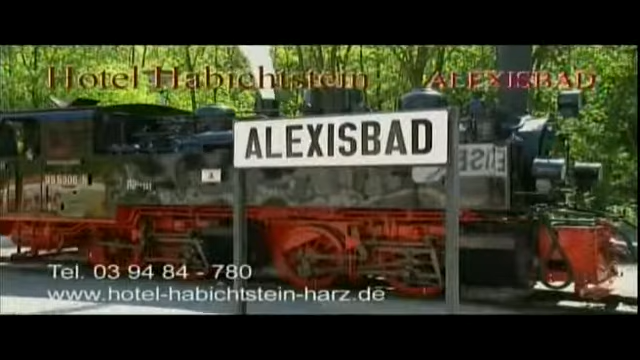 Hotel Habichtstein ALEXISBAD
ALEXISBAD
Tel. 03 94 84 - 780
www.hotel-habichtstein-harz.de